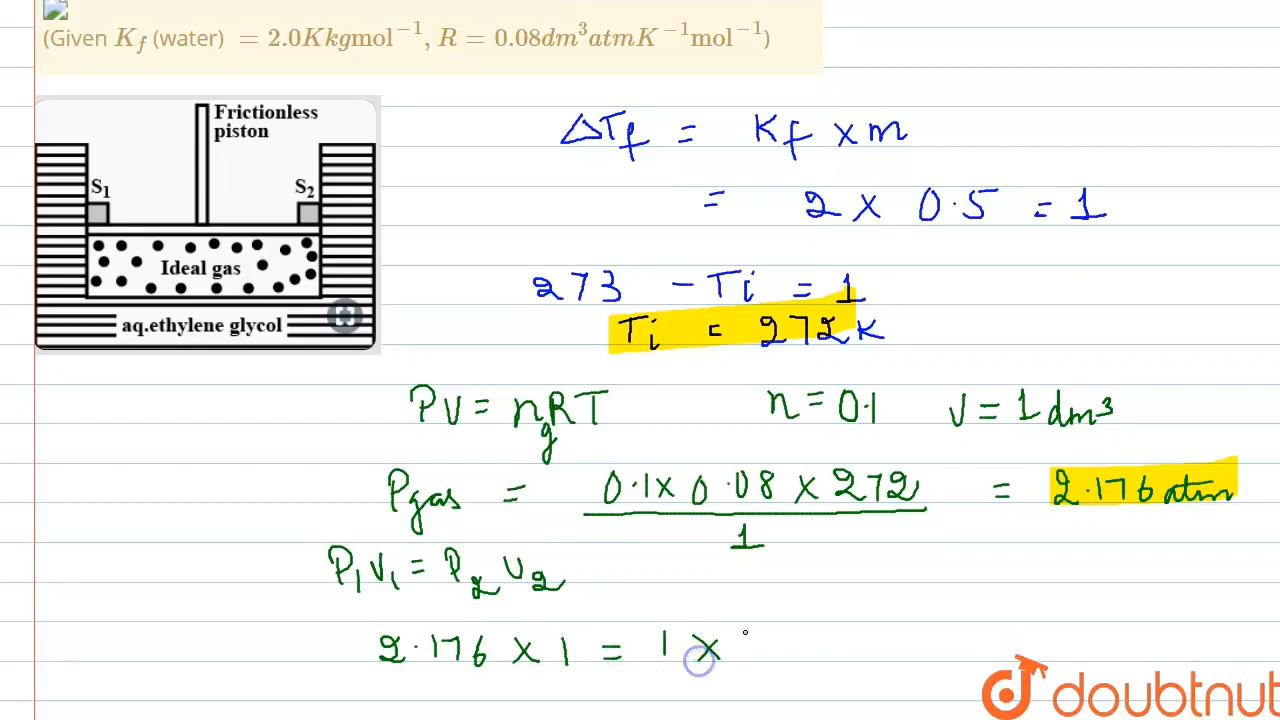 (Given K_f (water) = 2.0Kkgmol⁻¹, R = 0.08dm³atmK⁻¹mol⁻¹)
Frictionless
piston
S₁
S₂
Ideal gas
aq.ethylene glycol
ΔTf = Kf × m
= 2 × 0.5 = 1
273 - Ti = 1
Ti = 272 K
PV = ngRT n = 0.1 V = 1 dm³
Pgas = 0.1 × 0.08 × 272 / 1 = 2.176 atm
P₁V₁ = P₂V₂
2.176 × 1 = 1 ×
doubtnut